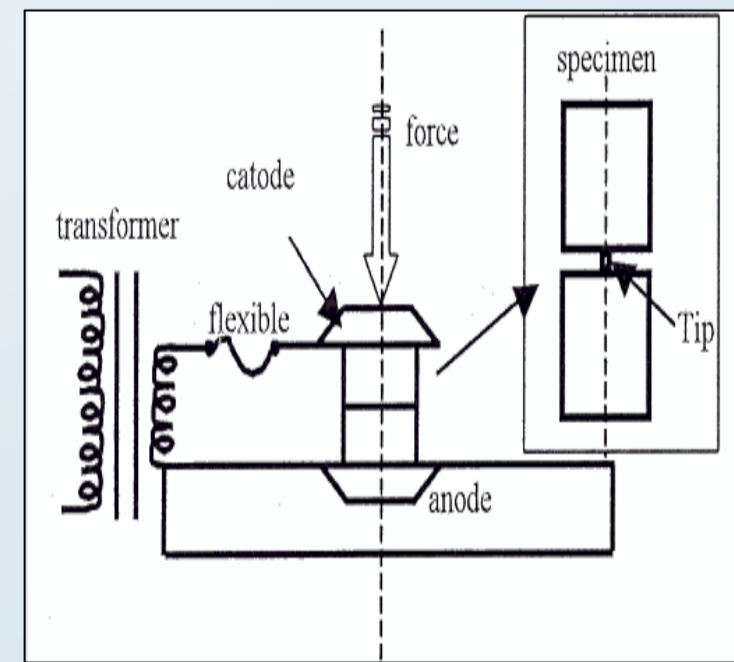 specimen
force
catode
transformer
flexible
Tip
anode